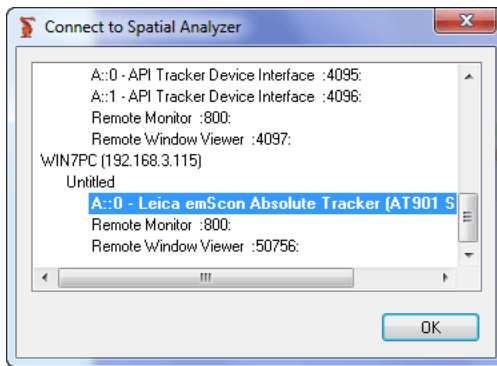 Connect to Spatial Analyzer
A::0 - API Tracker Device Interface :4095:
A::1 - API Tracker Device Interface :4096:
Remote Monitor :800:
Remote Window Viewer :4097:
WIN7PC (192.168.3.115)
Untitled
A::0 - Leica emScon Absolute Tracker (AT901 S
Remote Monitor :800:
Remote Window Viewer :50756:
OK